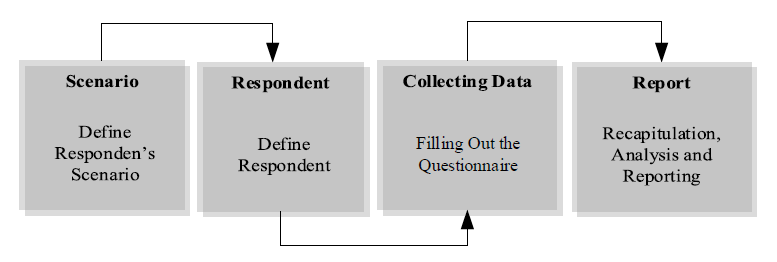 Scenario
Define
Responden's
Scenario
Respondent
Define
Respondent
Collecting Data
Filling Out the
Questionnaire
Report
Recapitulation,
Analysis and
Reporting